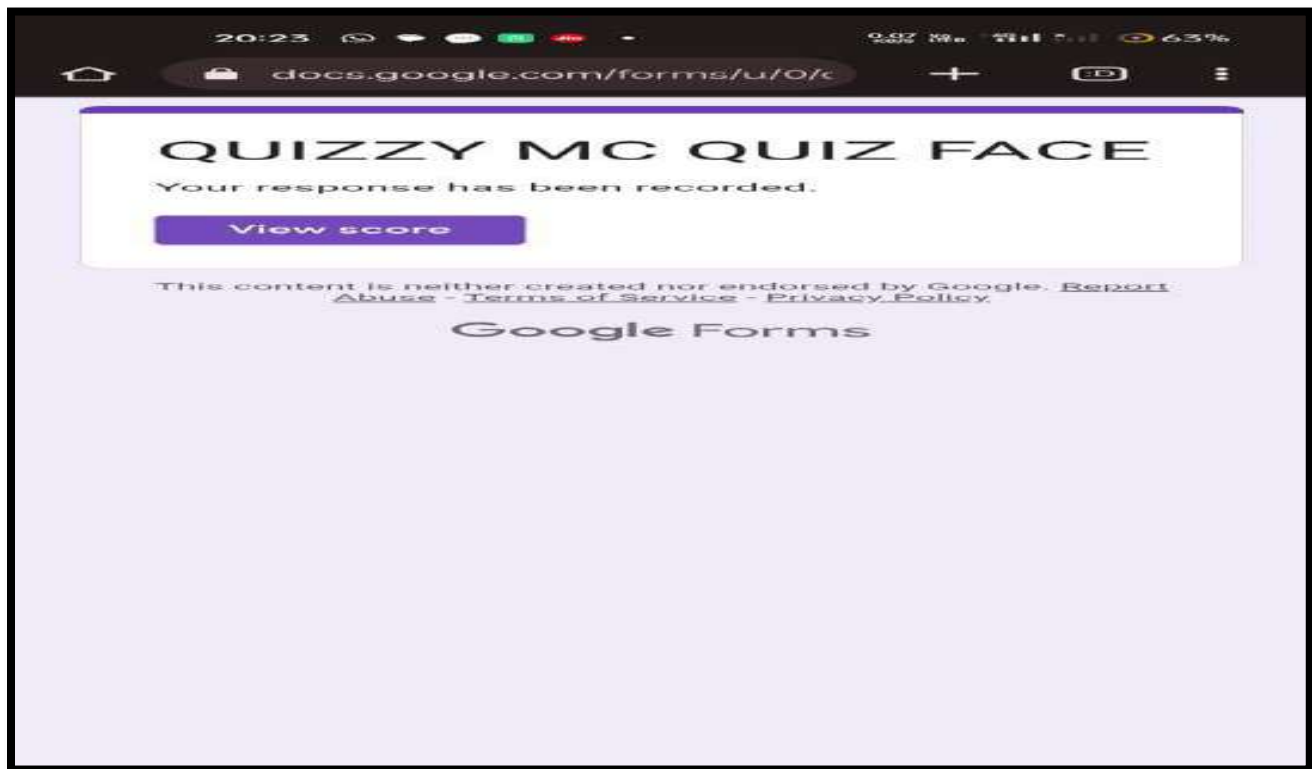 20:23 63%
docs.google.com/forms/u/0/ :D
QUIZZY MC QUIZ FACE
Your response has been recorded.
View score
This content is neither created nor endorsed by Google. Report
Abuse - Terms of Service - Privacy Policy
Google Forms